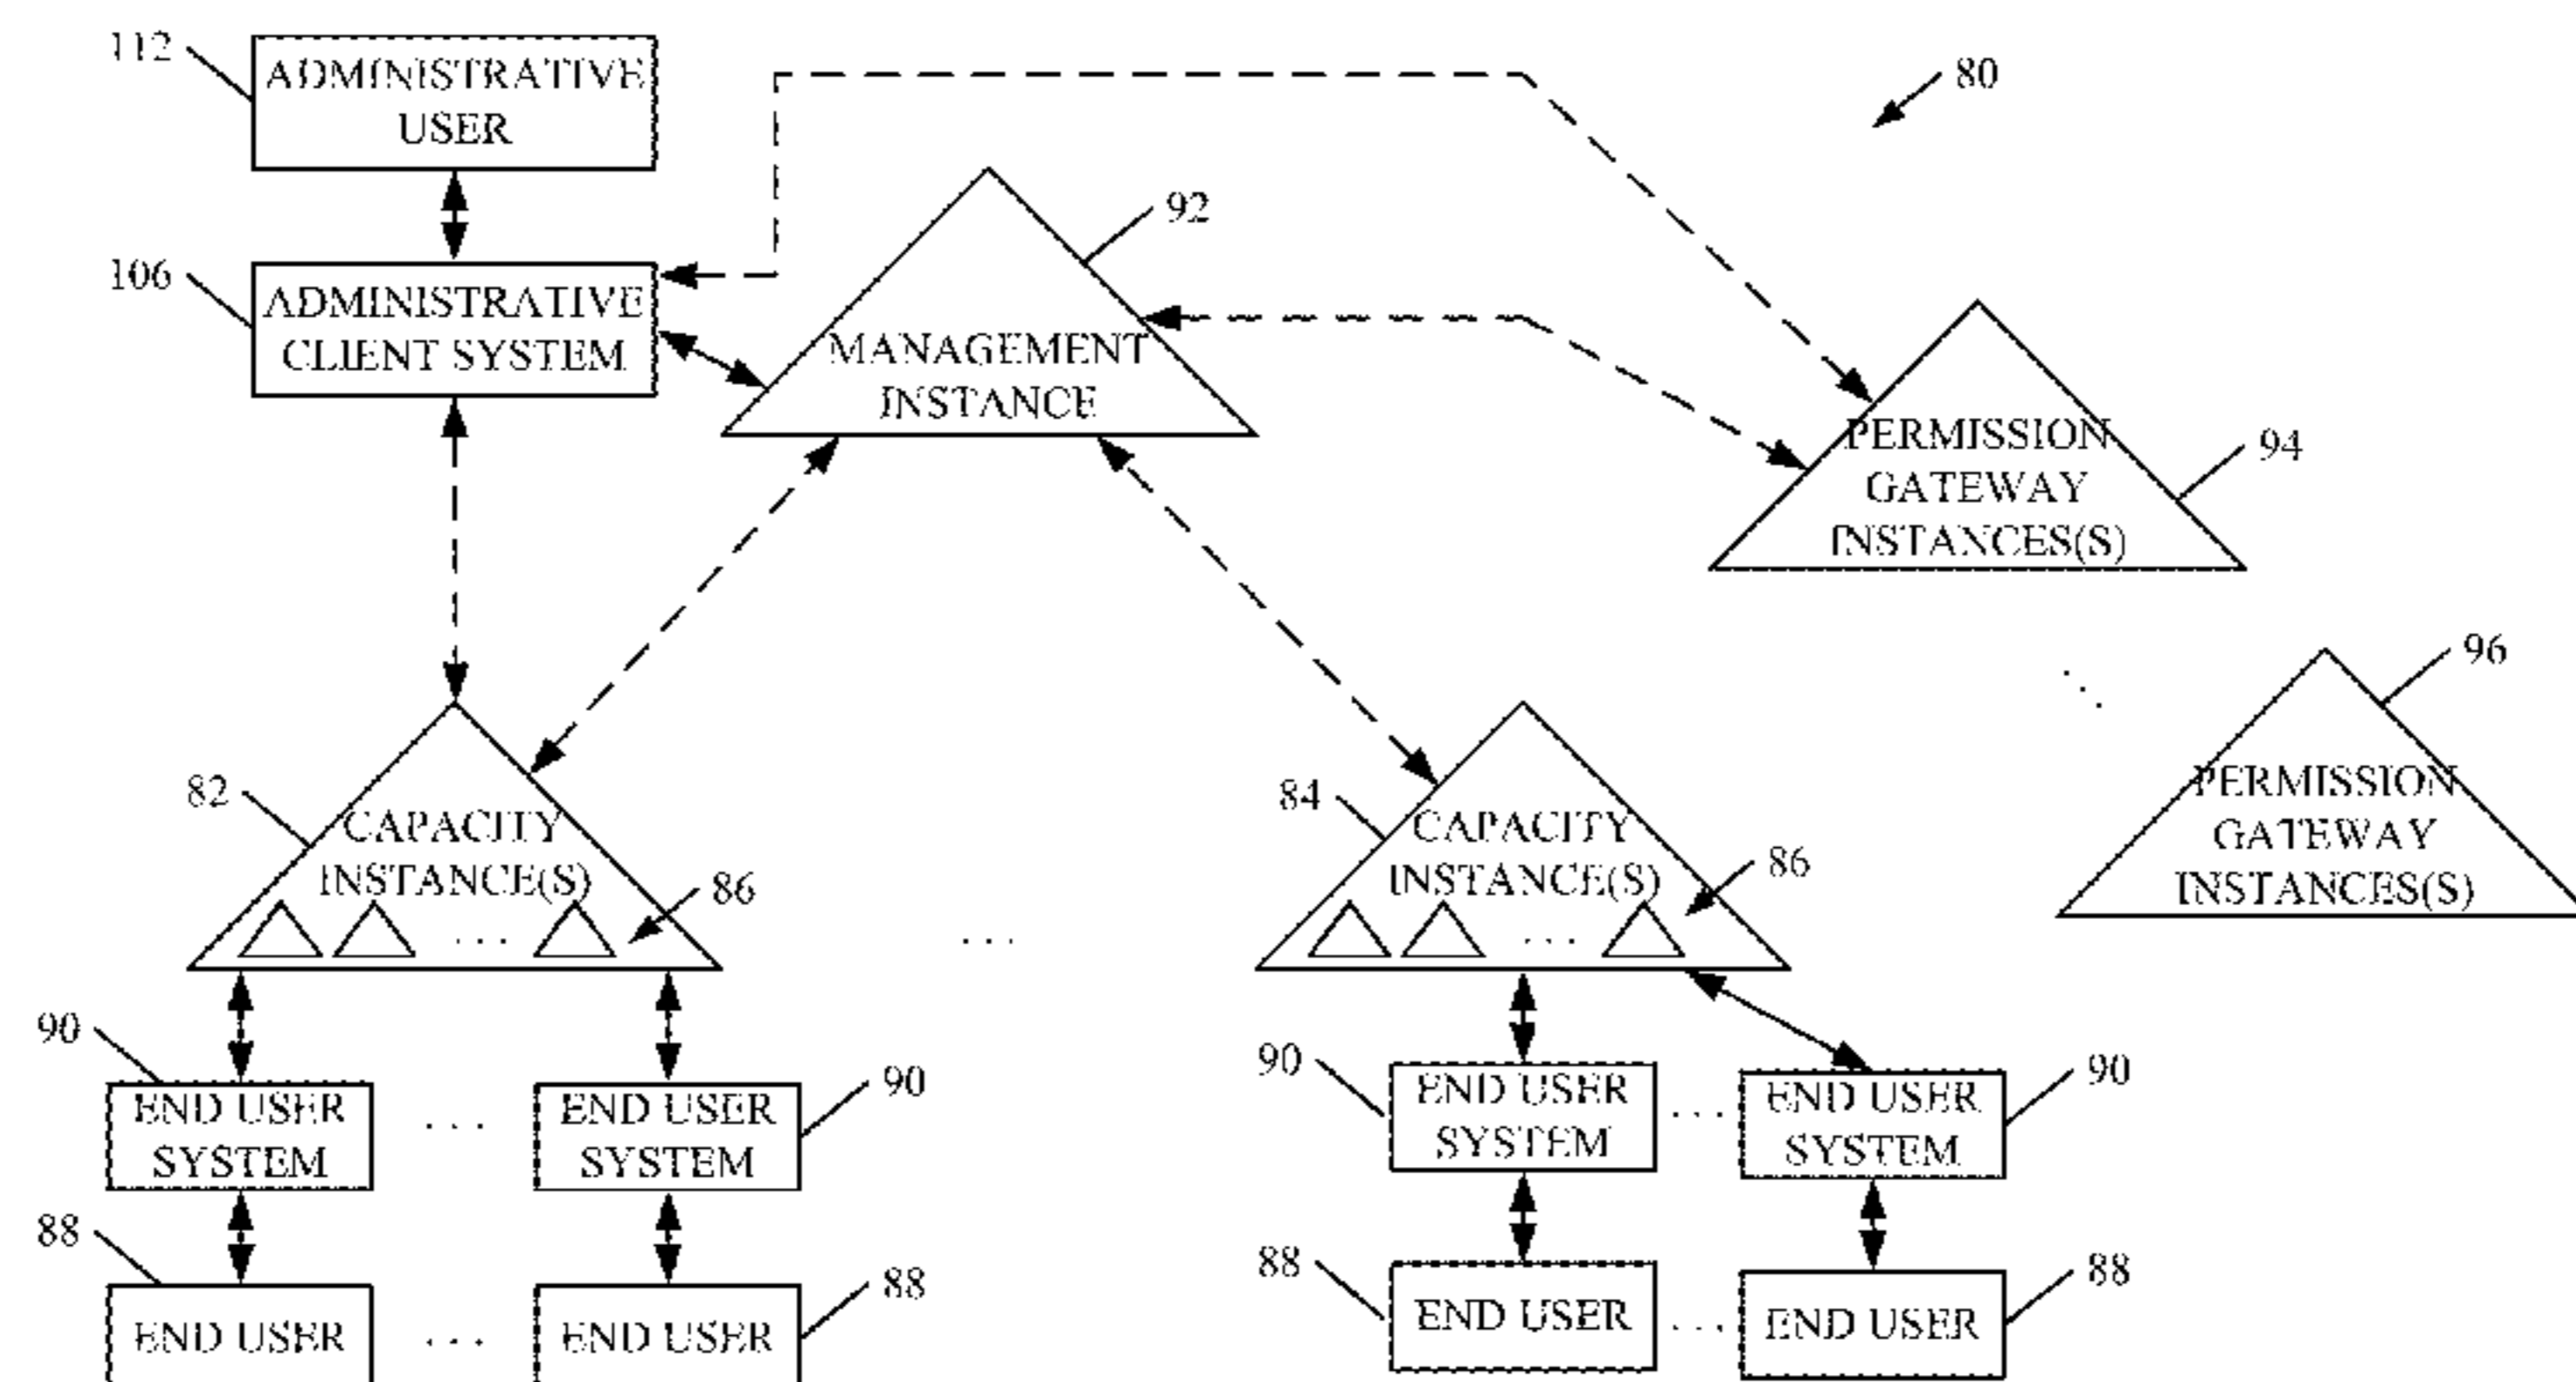 112
ADMINISTRATIVE
USER
80
92
106
ADMINISTRATIVE
CLIENT SYSTEM
MANAGEMENT
INSTANCE
PERMISSION
GATEWAY
INSTANCES(S)
94
96
PERMISSION
GATEWAY
INSTANCES(S)
82
CAPACITY
INSTANCE(S)
86
...
84
CAPACITY
INSTANCE(S)
86
...
...
90
END USER
SYSTEM
...
END USER
SYSTEM
90
90
END USER
SYSTEM
...
END USER
SYSTEM
90
88
END USER
...
END USER
88
88
END USER
...
END USER
88